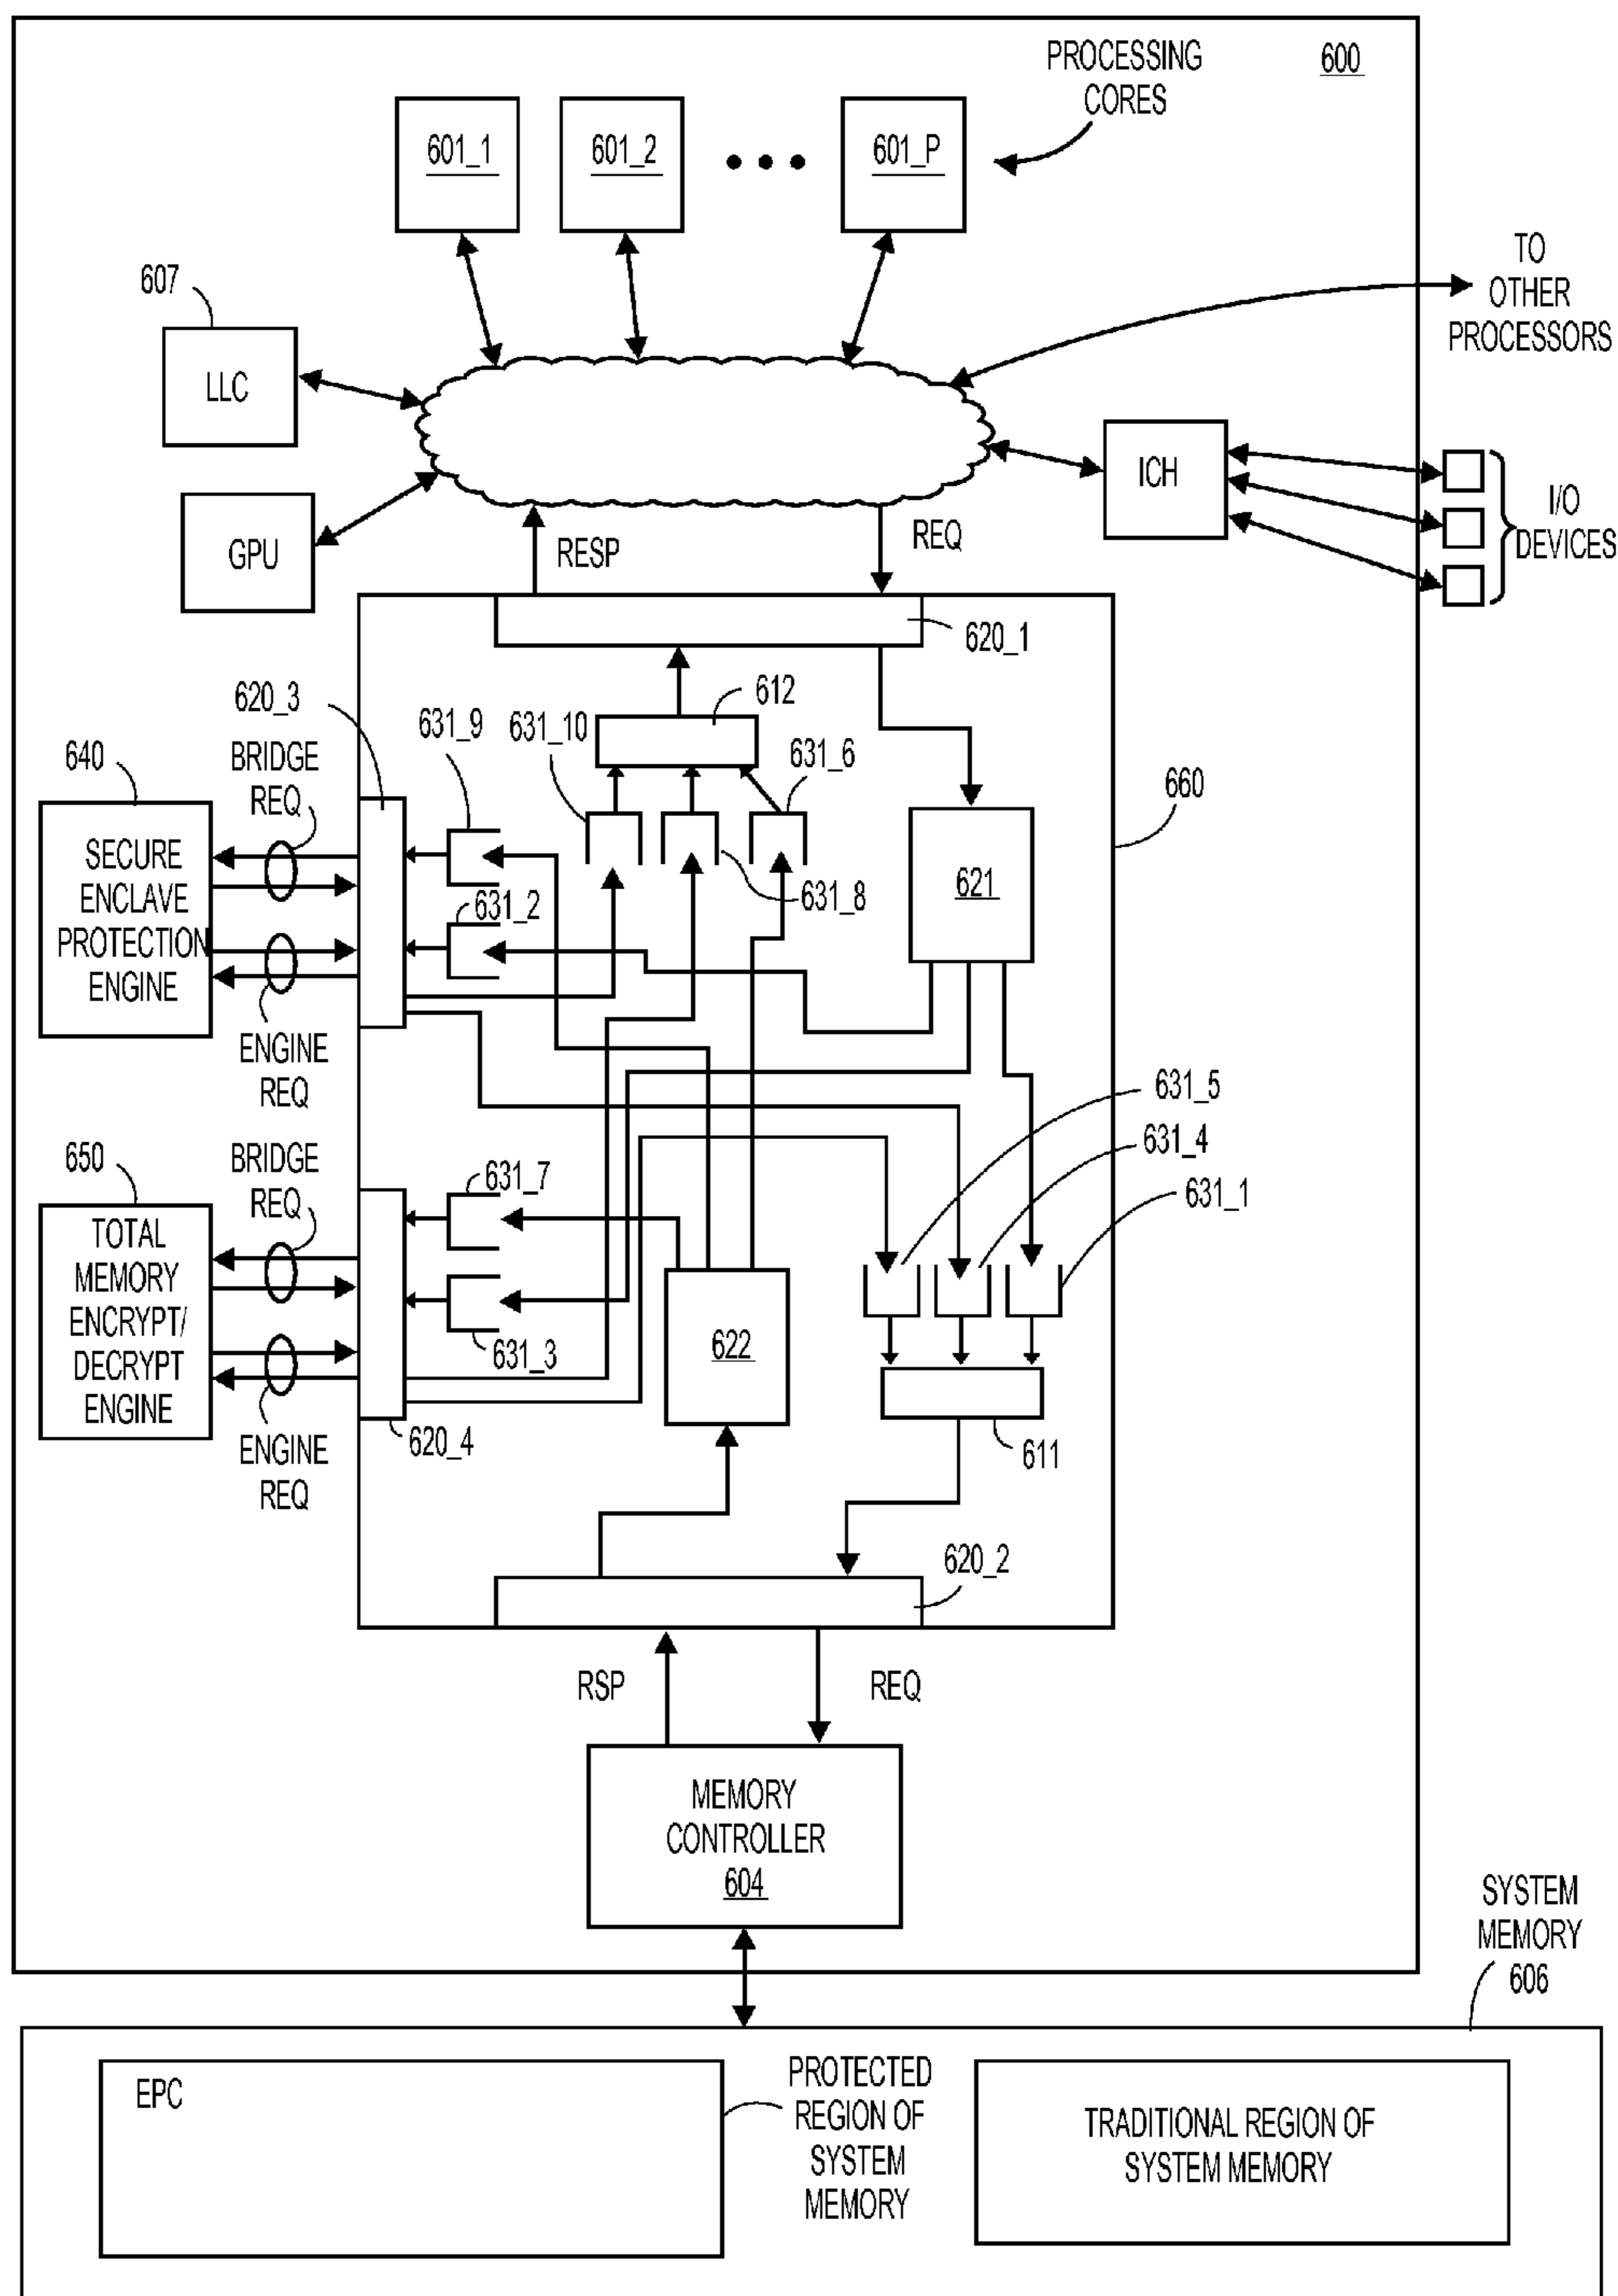 600
PROCESSING
CORES
601_1
601_2
601_P
TO
OTHER
PROCESSORS
607
LLC
ICH
I/O
DEVICES
GPU
RESP
REQ
620_1
612
620_3
631_9
631_10
631_6
640
BRIDGE
REQ
660
SECURE
ENCLAVE
PROTECTION
ENGINE
621
631_8
631_2
ENGINE
REQ
631_5
631_4
631_1
650
BRIDGE
REQ
631_7
TOTAL
MEMORY
ENCRYPT/
DECRYPT
ENGINE
622
631_3
620_4
611
ENGINE
REQ
620_2
RSP
REQ
MEMORY
CONTROLLER
604
SYSTEM
MEMORY
606
EPC
PROTECTED
REGION OF
SYSTEM
MEMORY
TRADITIONAL REGION OF
SYSTEM MEMORY